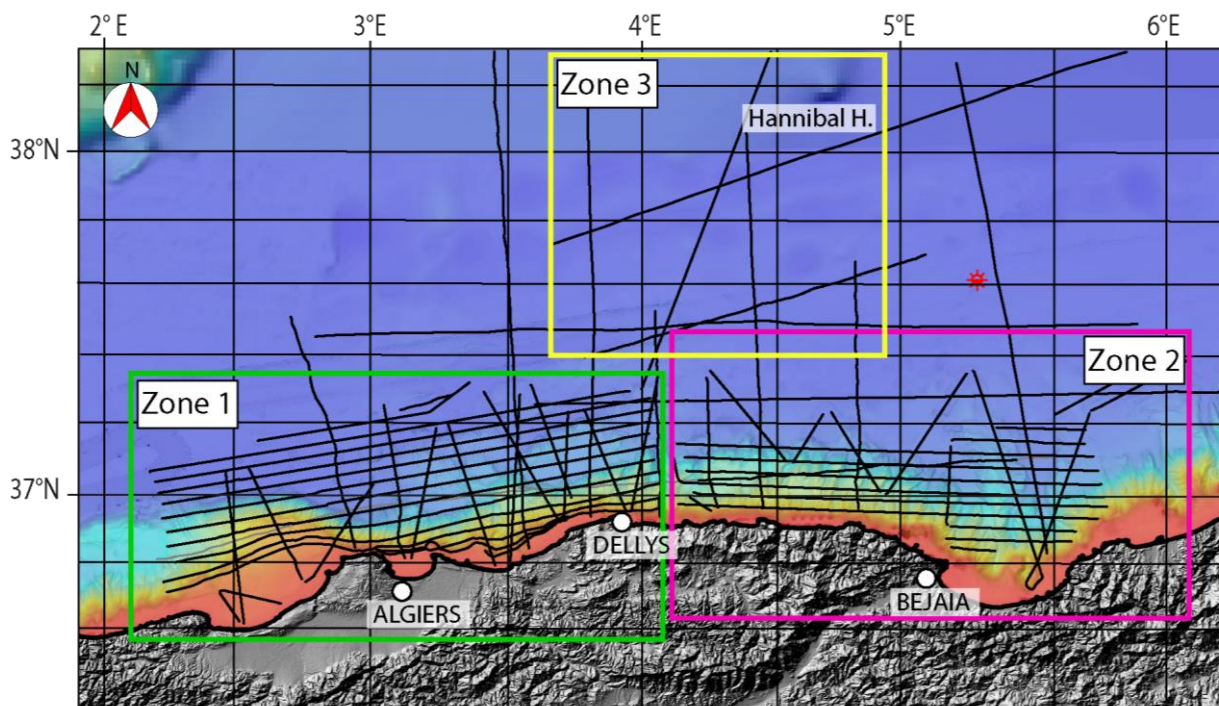 2°E 3°E 4°E 5°E 6°E
N
Zone 3
Hannibal H.
38°N
Zone 2
Zone 1
37°N
DELLYS
BEJAIA
ALGIERS